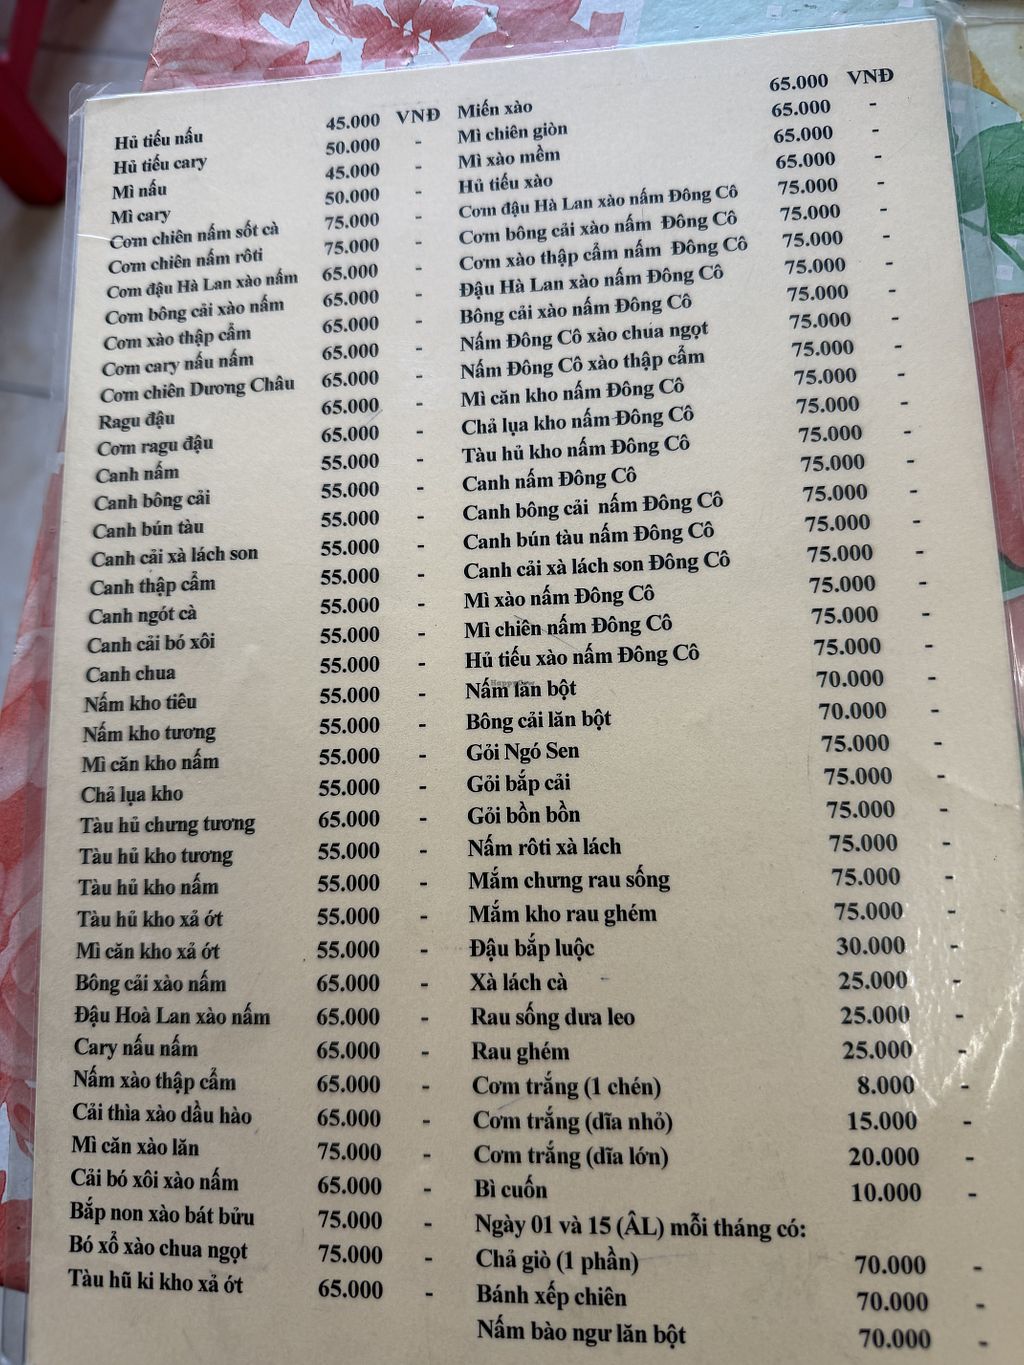 Hủ tiếu nấu 45.000 VNĐ
Hủ tiếu cary 50.000 -
Mì nấu 45.000 -
Mì cary 50.000 -
Cơm chiên nấm sốt cà 75.000 -
Cơm chiên nấm rôti 75.000 -
Cơm đậu Hà Lan xào nấm 65.000 -
Cơm bông cải xào nấm 65.000 -
Cơm xào thập cẩm 65.000 -
Cơm cary nấu nấm 65.000 -
Cơm chiên Dương Châu 65.000 -
Ragu đậu 65.000 -
Cơm ragu đậu 65.000 -
Canh nấm 55.000 -
Canh bông cải 55.000 -
Canh bún tàu 55.000 -
Canh cải xà lách son 55.000 -
Canh thập cẩm 55.000 -
Canh ngót cà 55.000 -
Canh cải bó xôi 55.000 -
Canh chua 55.000 -
Nấm kho tiêu 55.000 -
Nấm kho tương 55.000 -
Mì căn kho nấm 55.000 -
Chả lụa kho 55.000 -
Tàu hủ chưng tương 65.000 -
Tàu hủ kho tương 55.000 -
Tàu hủ kho nấm 55.000 -
Tàu hủ kho xả ớt 55.000 -
Mì căn kho xả ớt 55.000 -
Bông cải xào nấm 65.000 -
Đậu Hoà Lan xào nấm 65.000 -
Cary nấu nấm 65.000 -
Nấm xào thập cẩm 65.000 -
Cải thìa xào dầu hào 65.000 -
Mì căn xào lăn 75.000 -
Cải bó xôi xào nấm 65.000 -
Bắp non xào bát bửu 75.000 -
Bó xổ xào chua ngọt 75.000 -
Tàu hũ ki kho xả ớt 65.000 -
Miến xào 65.000 VNĐ
Mì chiên giòn 65.000 -
Mì xào mềm 65.000 -
Hủ tiếu xào 65.000 -
Cơm đậu Hà Lan xào nấm Đông Cô 75.000 -
Cơm bông cải xào nấm Đông Cô 75.000 -
Cơm xào thập cẩm nấm Đông Cô 75.000 -
Đậu Hà Lan xào nấm Đông Cô 75.000 -
Bông cải xào nấm Đông Cô 75.000 -
Nấm Đông Cô xào chua ngọt 75.000 -
Nấm Đông Cô xào thập cẩm 75.000 -
Mì căn kho nấm Đông Cô 75.000 -
Chả lụa kho nấm Đông Cô 75.000 -
Tàu hủ kho nấm Đông Cô 75.000 -
Canh nấm Đông Cô 75.000 -
Canh bông cải nấm Đông Cô 75.000 -
Canh bún tàu nấm Đông Cô 75.000 -
Canh cải xà lách son Đông Cô 75.000 -
Mì xào nấm Đông Cô 75.000 -
Mì chiên nấm Đông Cô 75.000 -
Hủ tiếu xào nấm Đông Cô 75.000 -
Nấm lăn bột 70.000 -
Bông cải lăn bột 70.000 -
Gỏi Ngó Sen 75.000 -
Gỏi bắp cải 75.000 -
Gỏi bồn bồn 75.000 -
Nấm rôti xà lách 75.000 -
Mắm chưng rau sống 75.000 -
Mắm kho rau ghém 75.000 -
Đậu bắp luộc 30.000 -
Xà lách cà 25.000 -
Rau sống dưa leo 25.000 -
Rau ghém 25.000 -
Cơm trắng (1 chén) 8.000 -
Cơm trắng (dĩa nhỏ) 15.000 -
Cơm trắng (dĩa lớn) 20.000 -
Bì cuốn 10.000 -
Ngày 01 và 15 (ÂL) mỗi tháng có:
Chả giò (1 phần) 70.000 -
Bánh xếp chiên 70.000 -
Nấm bào ngư lăn bột 70.000 -
HappyCow